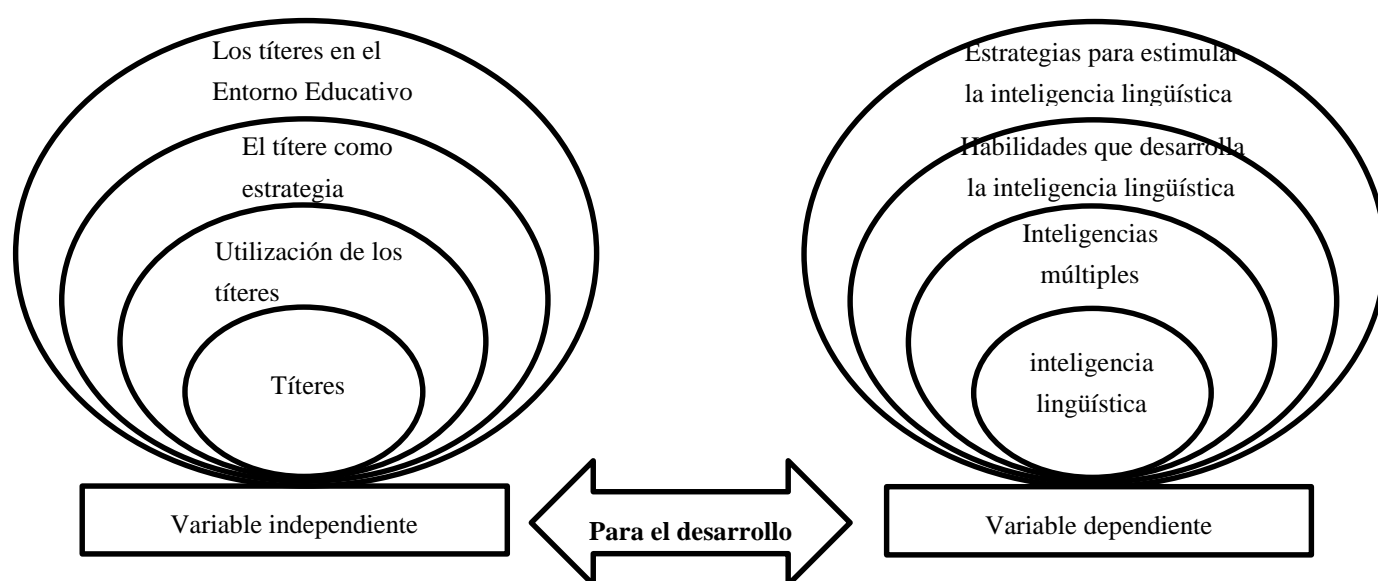 Los títeres en el
Entorno Educativo
El títere como
estrategia
Utilización de los
títeres
Títeres
Variable independiente
Para el desarrollo
Estrategias para estimular
la inteligencia lingüística
Habilidades que desarrolla
la inteligencia lingüística
Inteligencias
múltiples
inteligencia
lingüística
Variable dependiente